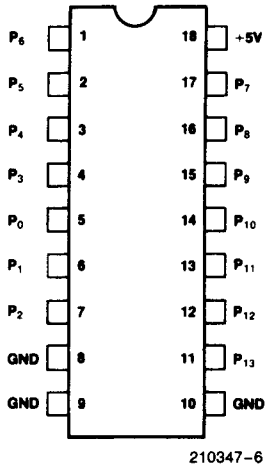 P6 1 18 +5V
P5 2 17 P7
P4 3 16 P8
P3 4 15 P9
P0 5 14 P10
P1 6 13 P11
P2 7 12 P12
GND 8 11 P13
GND 9 10 GND
210347-6